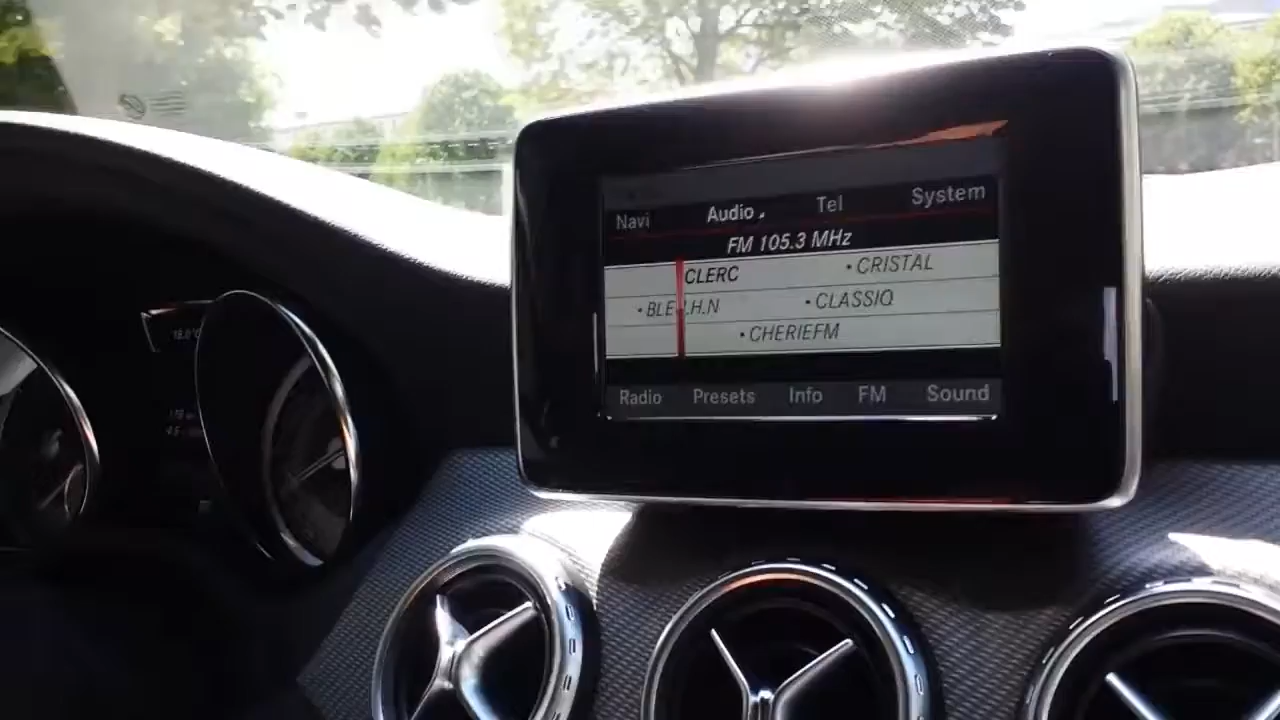 Navi Audio Tel System
FM 105.3 MHz
CLERC •CRISTAL
•CLASSIQ
•CHERIEFM
Radio Presets Info FM Sound